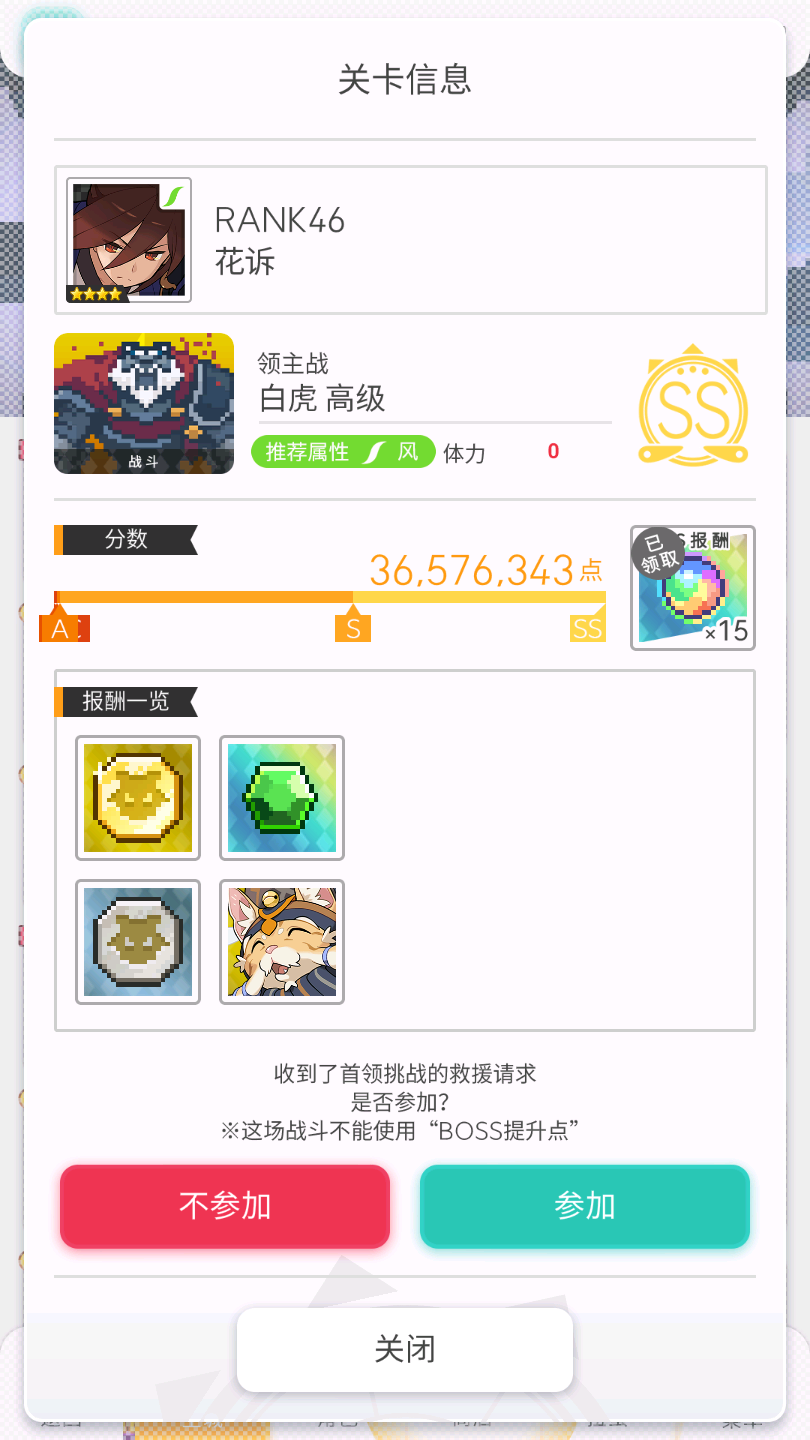 关卡信息
RANK46
花诉
领主战
白虎 高级
战斗
推荐属性 风 体力 0
SS
分数
36,576,343点
A
S
SS
已领取
报酬
×15
报酬一览
收到了首领挑战的救援请求
是否参加?
※这场战斗不能使用“BOSS提升点”
不参加
参加
关闭